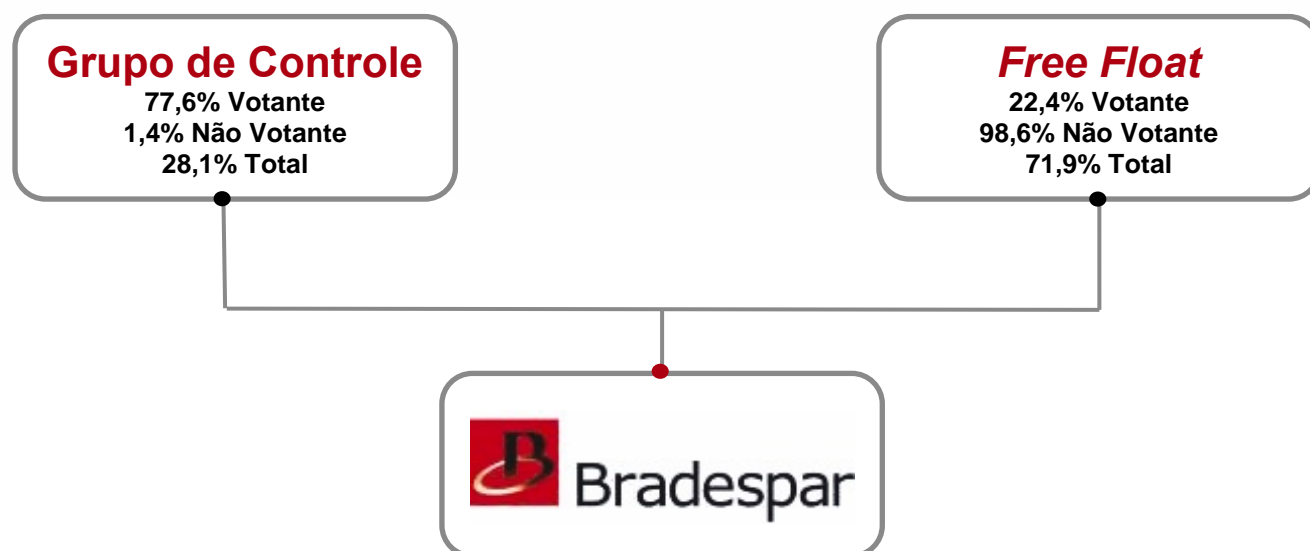 Grupo de Controle
77,6% Votante
1,4% Não Votante
28,1% Total
Free Float
22,4% Votante
98,6% Não Votante
71,9% Total
B
Bradespar